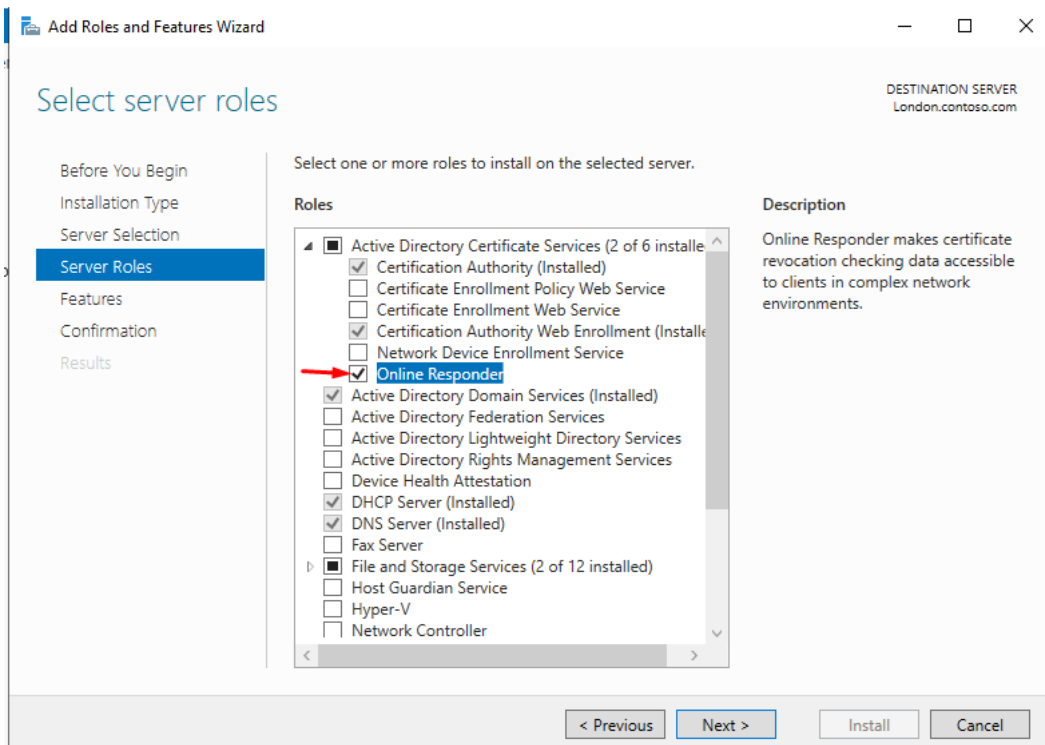 Add Roles and Features Wizard
Select server roles
DESTINATION SERVER
London.contoso.com
Before You Begin
Installation Type
Server Selection
Server Roles
Features
Confirmation
Results
Select one or more roles to install on the selected server.
Roles
Active Directory Certificate Services (2 of 6 installe
Certification Authority (Installed)
Certificate Enrollment Policy Web Service
Certificate Enrollment Web Service
Certification Authority Web Enrollment (Installe
Network Device Enrollment Service
Online Responder
Active Directory Domain Services (Installed)
Active Directory Federation Services
Active Directory Lightweight Directory Services
Active Directory Rights Management Services
Device Health Attestation
DHCP Server (Installed)
DNS Server (Installed)
Fax Server
File and Storage Services (2 of 12 installed)
Host Guardian Service
Hyper-V
Network Controller
Description
Online Responder makes certificate
revocation checking data accessible
to clients in complex network
environments.
< Previous
Next >
Install
Cancel